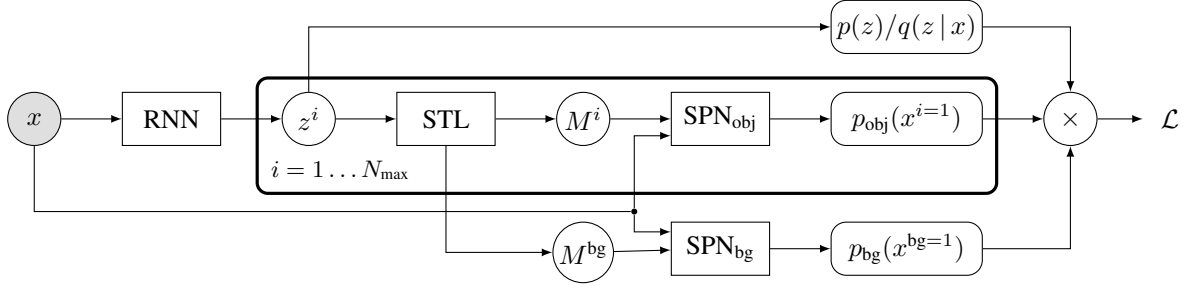 p(z)/q(z | x)
x
RNN
z^i
STL
M^i
SPN_obj
p_obj(x^{i=1})
×
ℒ
i = 1 … N_max
M^bg
SPN_bg
p_bg(x^{bg=1})